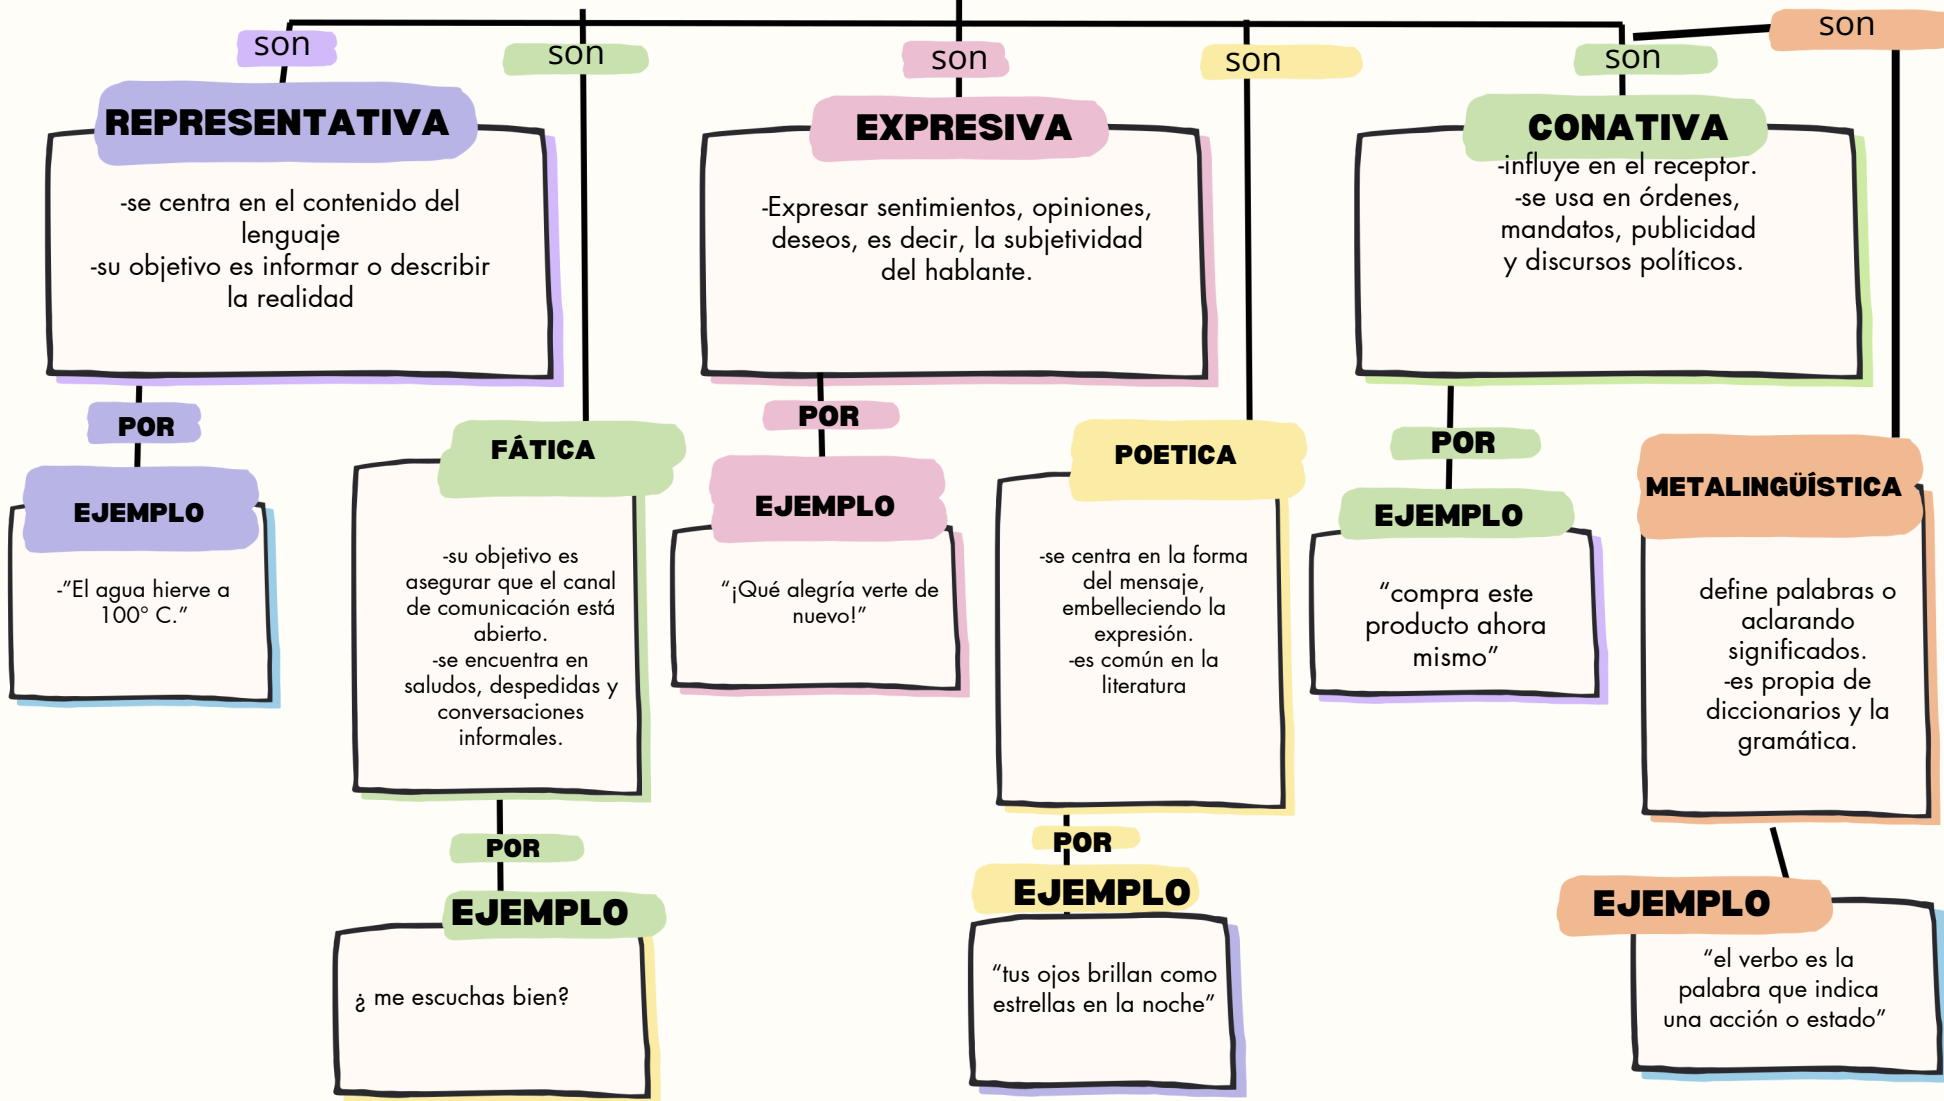 son
son
son
son
son
son
REPRESENTATIVA
-se centra en el contenido del
lenguaje
-su objetivo es informar o describir
la realidad
POR
EJEMPLO
-"El agua hierve a
100° C."
FÁTICA
-su objetivo es
asegurar que el canal
de comunicación está
abierto.
-se encuentra en
saludos, despedidas y
conversaciones
informales.
POR
EJEMPLO
¿ me escuchas bien?
EXPRESIVA
-Expresar sentimientos, opiniones,
deseos, es decir, la subjetividad
del hablante.
POR
EJEMPLO
“¡Qué alegría verte de
nuevo!”
POETICA
-se centra en la forma
del mensaje,
embelleciendo la
expresión.
-es común en la
literatura
POR
EJEMPLO
“tus ojos brillan como
estrellas en la noche”
CONATIVA
-influye en el receptor.
-se usa en órdenes,
mandatos, publicidad
y discursos políticos.
POR
EJEMPLO
“compra este
producto ahora
mismo”
METALINGÜÍSTICA
define palabras o
aclarando
significados.
-es propia de
diccionarios y la
gramática.
EJEMPLO
“el verbo es la
palabra que indica
una acción o estado”